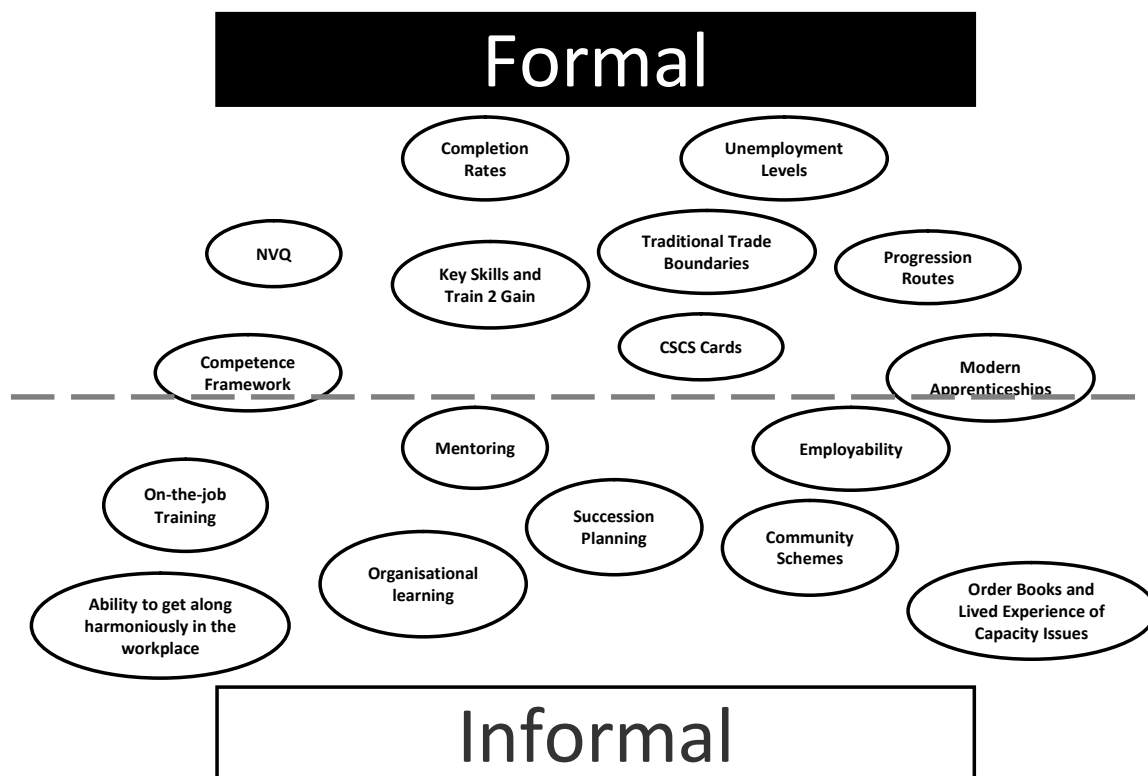 Formal
Completion
Rates
Unemployment
Levels
NVQ
Key Skills and
Train 2 Gain
Traditional Trade
Boundaries
Progression
Routes
CSCS Cards
Competence
Framework
Modern
Apprenticeships
Mentoring
Employability
On-the-job
Training
Succession
Planning
Community
Schemes
Organisational
learning
Ability to get along
harmoniously in the
workplace
Order Books and
Lived Experience of
Capacity Issues
Informal